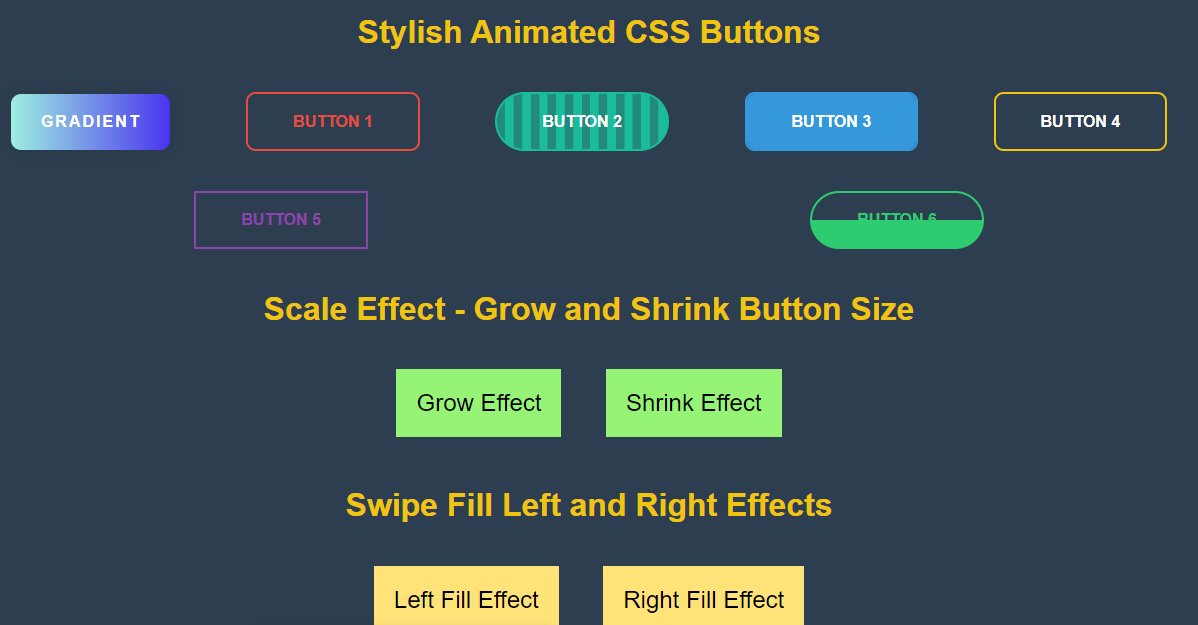 Stylish Animated CSS Buttons
GRADIENT
BUTTON 1
BUTTON 2
BUTTON 3
BUTTON 4
BUTTON 5
BUTTON 6
Scale Effect - Grow and Shrink Button Size
Grow Effect
Shrink Effect
Swipe Fill Left and Right Effects
Left Fill Effect
Right Fill Effect